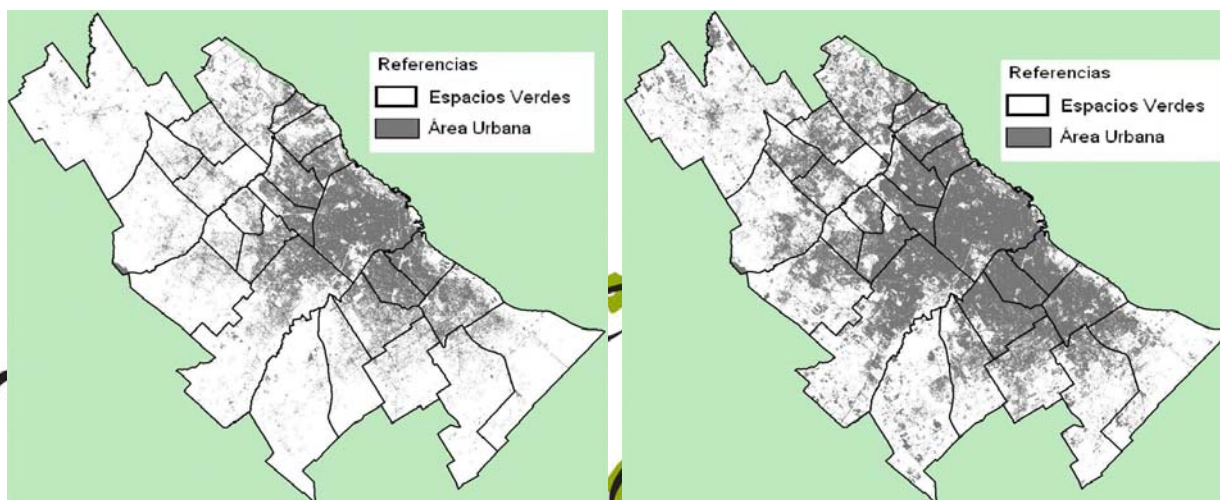 Referencias
Espacios Verdes
Área Urbana
Referencias
Espacios Verdes
Área Urbana